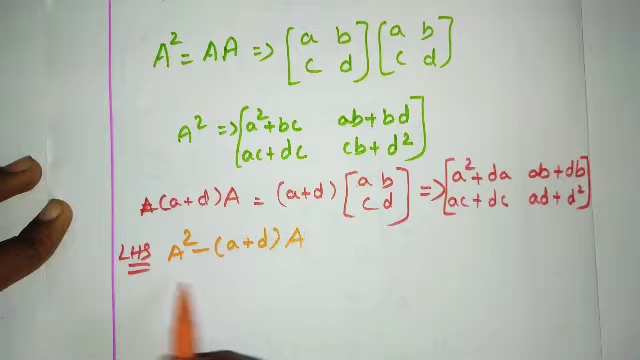 A² = AA => [a b c d] [a b c d]
A² => [a²+bc ab+bd ac+dc cb+d²]
A(a+d)A = (a+d) [a b c d] => [a²+da ab+db ac+dc ad+d²]
LHS A² - (a+d) A